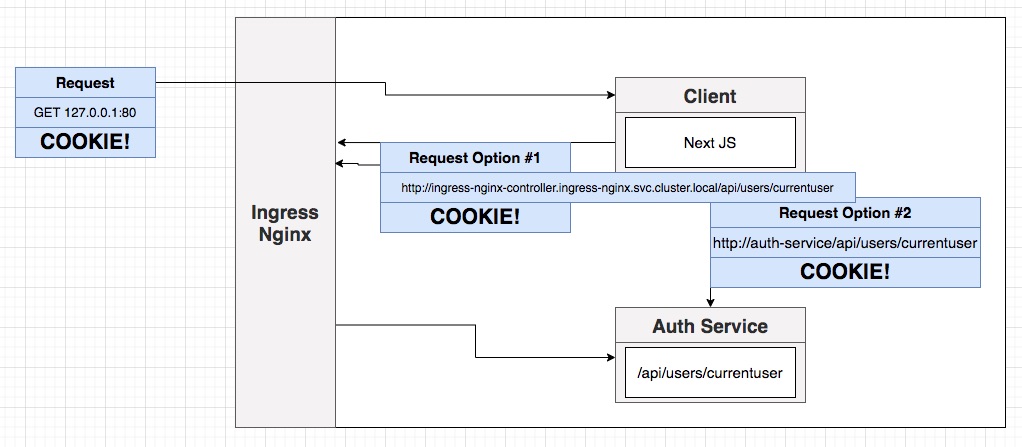 Request
GET 127.0.0.1:80
COOKIE!
Ingress
Nginx
Client
Next JS
Request Option #1
http://ingress-nginx-controller.ingress-nginx.svc.cluster.local/api/users/currentuser
COOKIE!
Request Option #2
http://auth-service/api/users/currentuser
COOKIE!
Auth Service
/api/users/currentuser